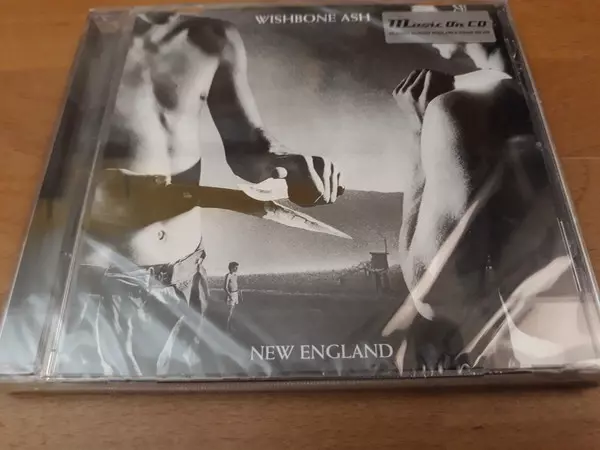 WISHBONE ASH
Music On CD
NEW ENGLAND